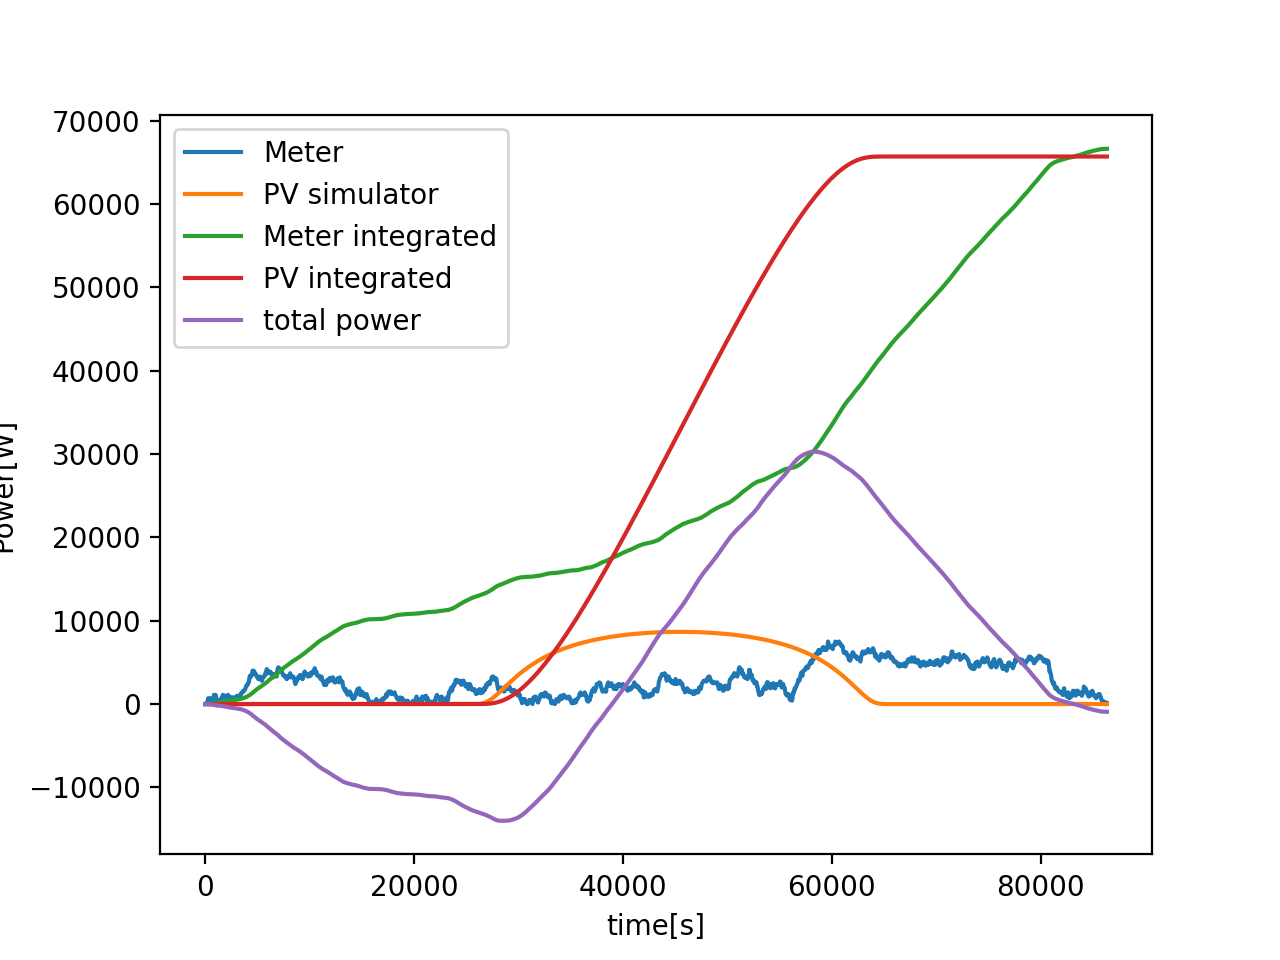 70000
60000
50000
40000
30000
20000
10000
0
−10000
Power[W]
Meter
PV simulator
Meter integrated
PV integrated
total power
0
20000
40000
60000
80000
time[s]